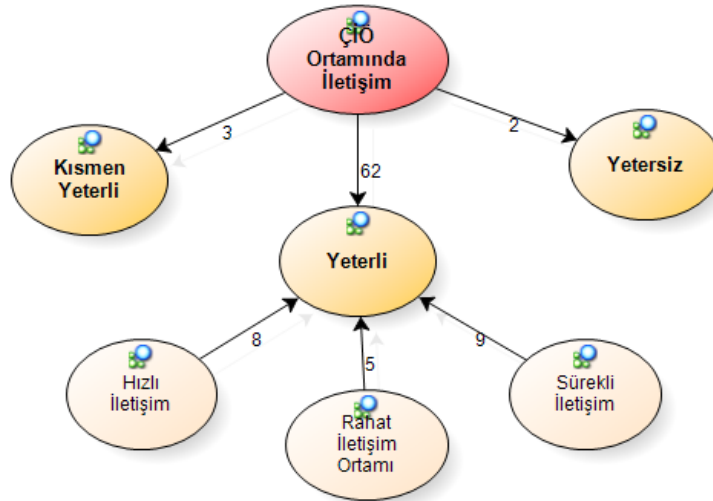 ÇİÖ
Ortamında
İletişim
3
2
Kısmen
Yeterli
Yetersiz
62
Yeterli
8
5
9
Hızlı
İletişim
Rahat
İletişim
Ortamı
Sürekli
İletişim